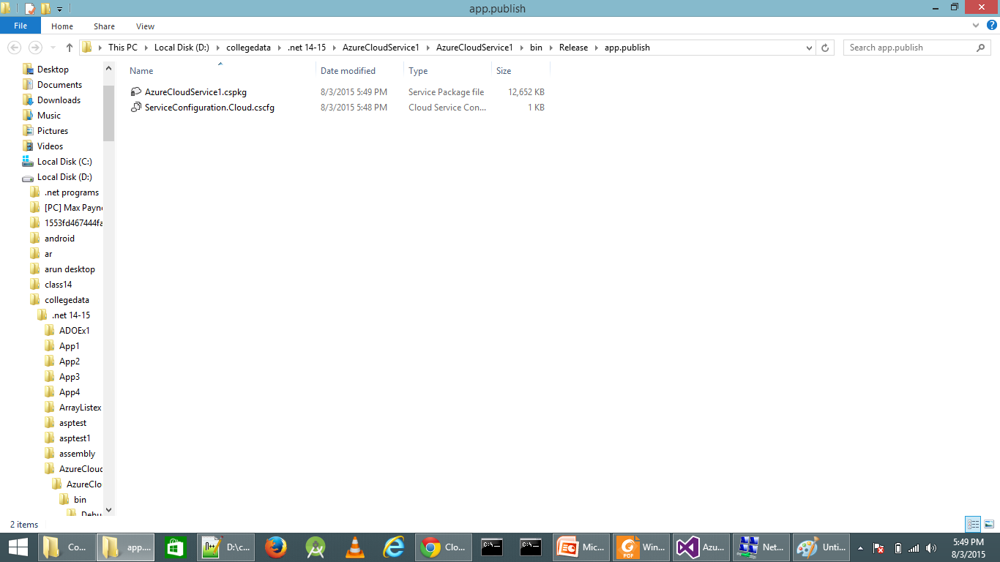 app.publish
File Home Share View
This PC Local Disk (D:) collegedata .net 14-15 AzureCloudService1 AzureCloudService1 bin Release app.publish
Search app.publish
Name Date modified Type Size
AzureCloudService1.cspkg 8/3/2015 5:49 PM Service Package file 12,652 KB
ServiceConfiguration.Cloud.cscfg 8/3/2015 5:48 PM Cloud Service Con... 1 KB
Desktop
Documents
Downloads
Music
Pictures
Videos
Local Disk (C:)
Local Disk (D:)
.net programs
[PC] Max Payne
1553fd467444fa
android
ar
arun desktop
class14
collegedata
.net 14-15
ADOEx1
App1
App2
App3
App4
ArrayListex
asptest
asptest1
assembly
AzureCloud
AzureClo
bin
Debu
2 items
Co... app.... D:\c... Clo... Mic... Win... Azu... Net... Unti...
PDF
5:49 PM
8/3/2015